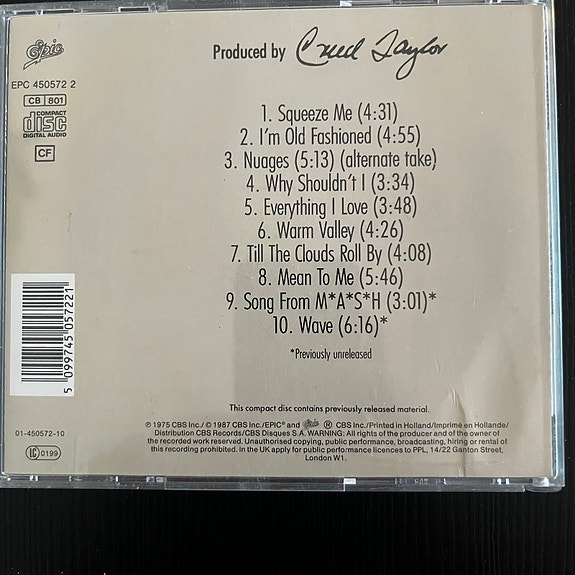 Epic
Produced by Creed Taylor
EPC 450572 2
CB 801
COMPACT
disc
DIGITAL AUDIO
CF
1. Squeeze Me (4:31)
2. I'm Old Fashioned (4:55)
3. Nuages (5:13) (alternate take)
4. Why Shouldn't I (3:34)
5. Everything I Love (3:48)
6. Warm Valley (4:26)
7. Till The Clouds Roll By (4:08)
8. Mean To Me (5:46)
9. Song From M*A*S*H (3:01)*
10. Wave (6:16)*
*Previously unreleased
5 099745 057221
This compact disc contains previously released material.
01-450572-10
LC 0199
℗ 1975 CBS Inc./ © 1987 CBS Inc./EPIC® and Epic ® CBS Inc./Printed in Holland/Imprimé en Hollande/
Distribution CBS Records/CBS Disques S.A. WARNING: All rights of the producer and of the owner of
the recorded work reserved. Unauthorised copying, public performance, broadcasting, hiring or rental of
this recording prohibited. In the UK apply for public performance licences to PPL, 14/22 Ganton Street,
London W1.